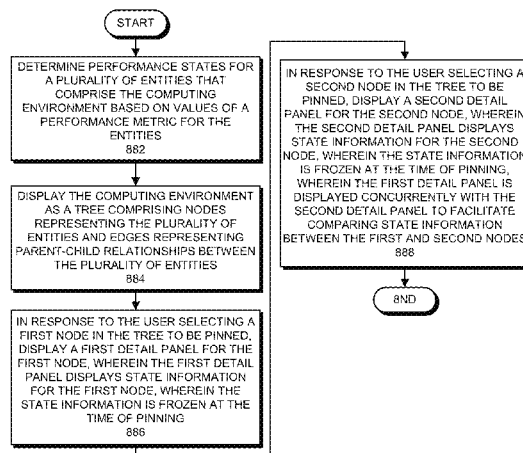 START
DETERMINE PERFORMANCE STATES FOR
A PLURALITY OF ENTITIES THAT
COMPRISE THE COMPUTING
ENVIRONMENT BASED ON VALUES OF A
PERFORMANCE METRIC FOR THE
ENTITIES
882
DISPLAY THE COMPUTING ENVIRONMENT
AS A TREE COMPRISING NODES
REPRESENTING THE PLURALITY OF
ENTITIES AND EDGES REPRESENTING
PARENT-CHILD RELATIONSHIPS BETWEEN
THE PLURALITY OF ENTITIES
884
IN RESPONSE TO THE USER SELECTING A
FIRST NODE IN THE TREE TO BE PINNED,
DISPLAY A FIRST DETAIL PANEL FOR THE
FIRST NODE, WHEREIN THE FIRST DETAIL
PANEL DISPLAYS STATE INFORMATION
FOR THE FIRST NODE, WHEREIN THE
STATE INFORMATION IS FROZEN AT THE
TIME OF PINNING
886
IN RESPONSE TO THE USER SELECTING A
SECOND NODE IN THE TREE TO BE
PINNED, DISPLAY A SECOND DETAIL
PANEL FOR THE SECOND NODE, WHEREIN
THE SECOND DETAIL PANEL DISPLAYS
STATE INFORMATION FOR THE SECOND
NODE, WHEREIN THE STATE INFORMATION
IS FROZEN AT THE TIME OF PINNING,
WHEREIN THE FIRST DETAIL PANEL IS
DISPLAYED CONCURRENTLY WITH THE
SECOND DETAIL PANEL TO FACILITATE
COMPARING STATE INFORMATION
BETWEEN THE FIRST AND SECOND NODES
888
8ND